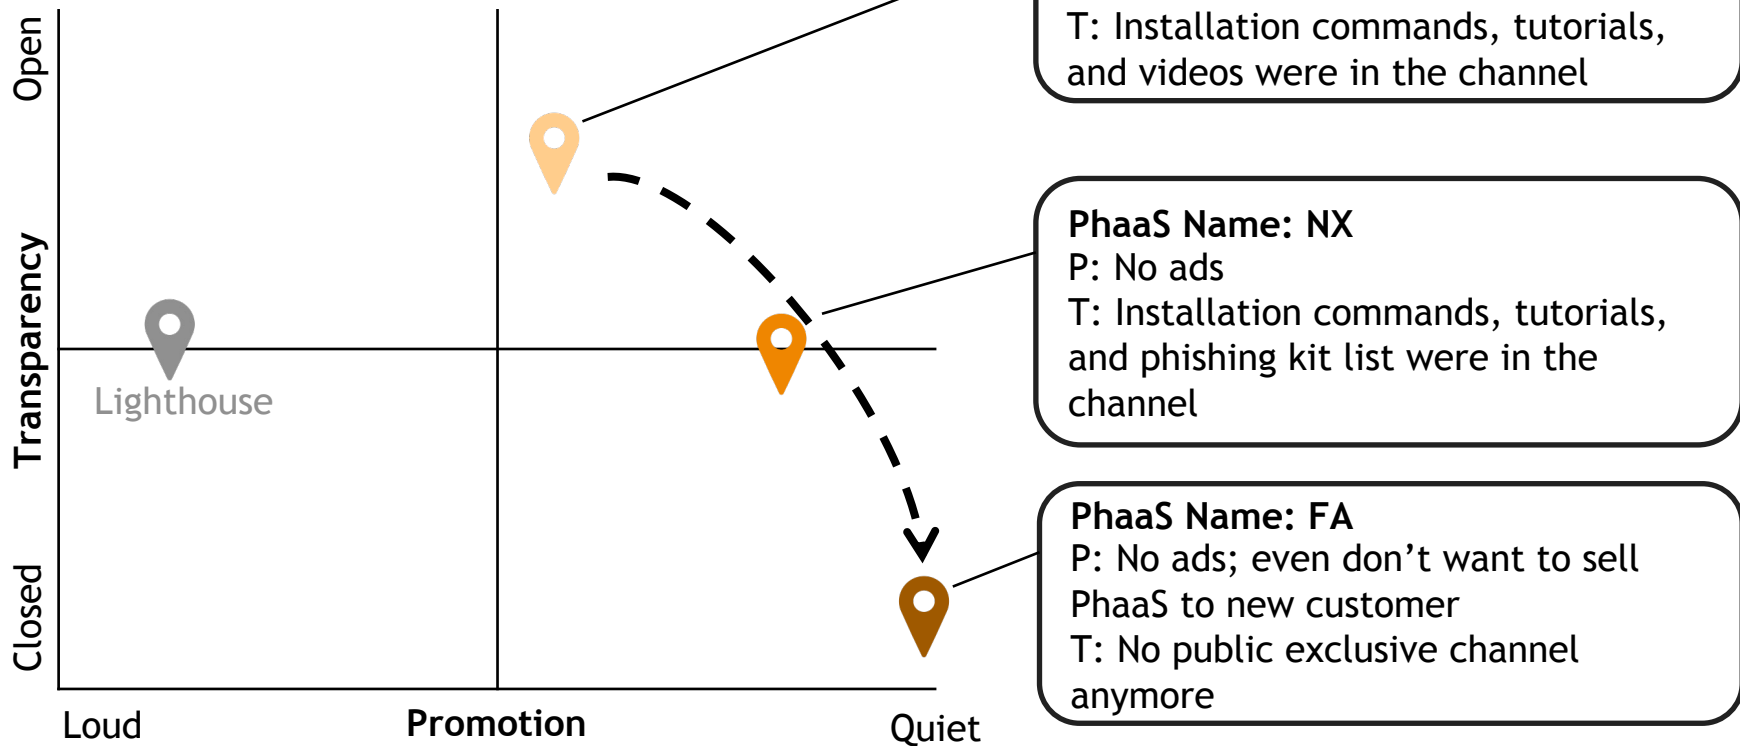 Open
T: Installation commands, tutorials,
and videos were in the channel
Transparency
Lighthouse
PhaaS Name: NX
P: No ads
T: Installation commands, tutorials,
and phishing kit list were in the
channel
Closed
PhaaS Name: FA
P: No ads; even don’t want to sell
PhaaS to new customer
T: No public exclusive channel
anymore
Loud
Promotion
Quiet